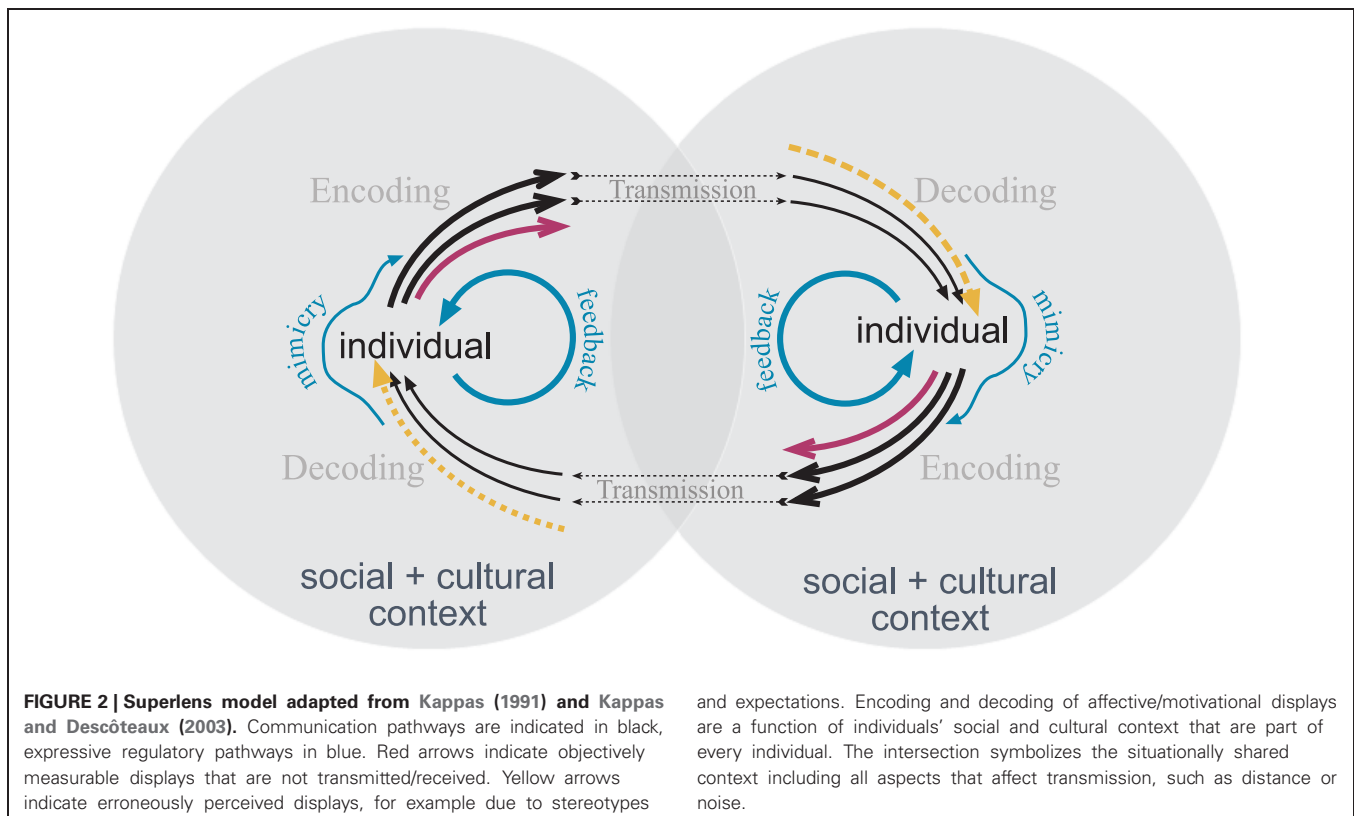 Encoding
Transmission
Decoding
mimicry
feedback
individual
feedback
individual
mimicry
Decoding
Transmission
Encoding
social + cultural
context
social + cultural
context
FIGURE 2 | Superlens model adapted from Kappas (1991) and Kappas
and Descôteaux (2003). Communication pathways are indicated in black,
expressive regulatory pathways in blue. Red arrows indicate objectively
measurable displays that are not transmitted/received. Yellow arrows
indicate erroneously perceived displays, for example due to stereotypes
and expectations. Encoding and decoding of affective/motivational displays
are a function of individuals’ social and cultural context that are part of
every individual. The intersection symbolizes the situationally shared
context including all aspects that affect transmission, such as distance or
noise.